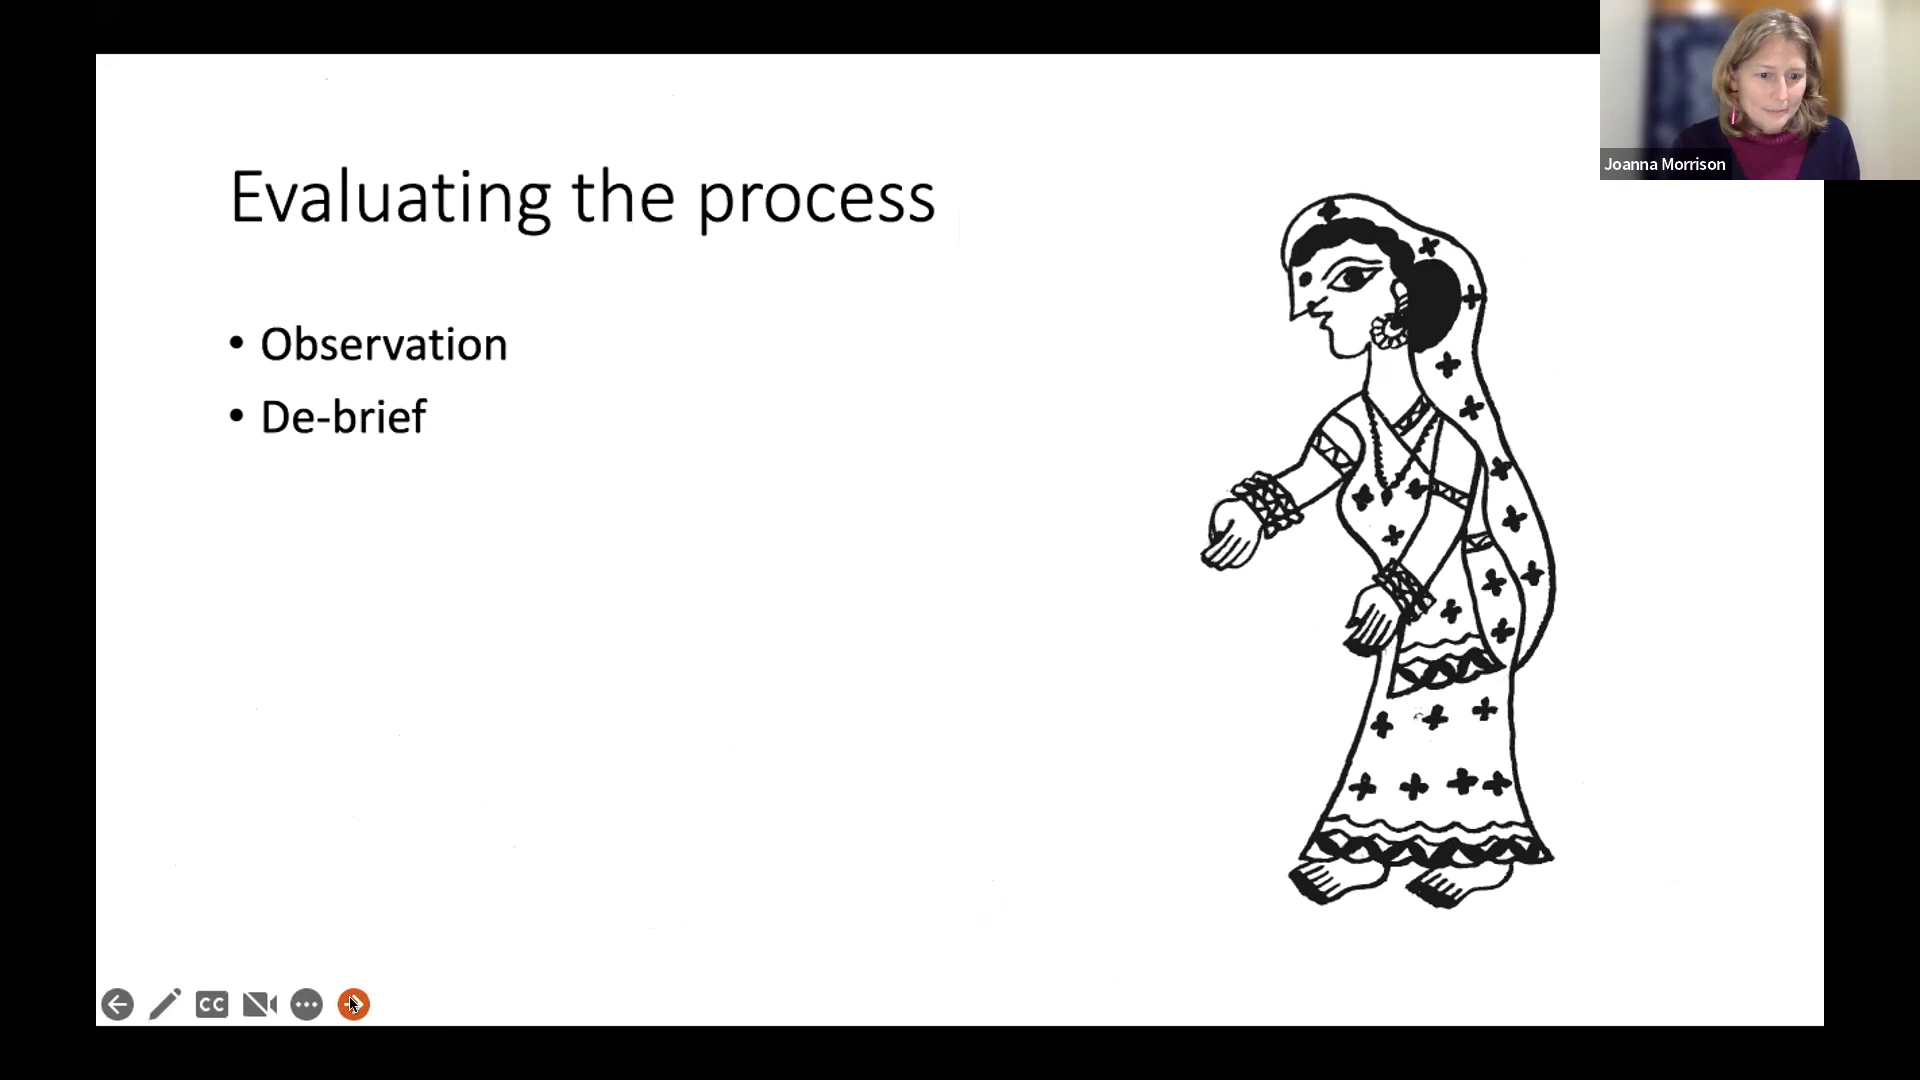 Joanna Morrison
Evaluating the process
• Observation
• De-brief
CC